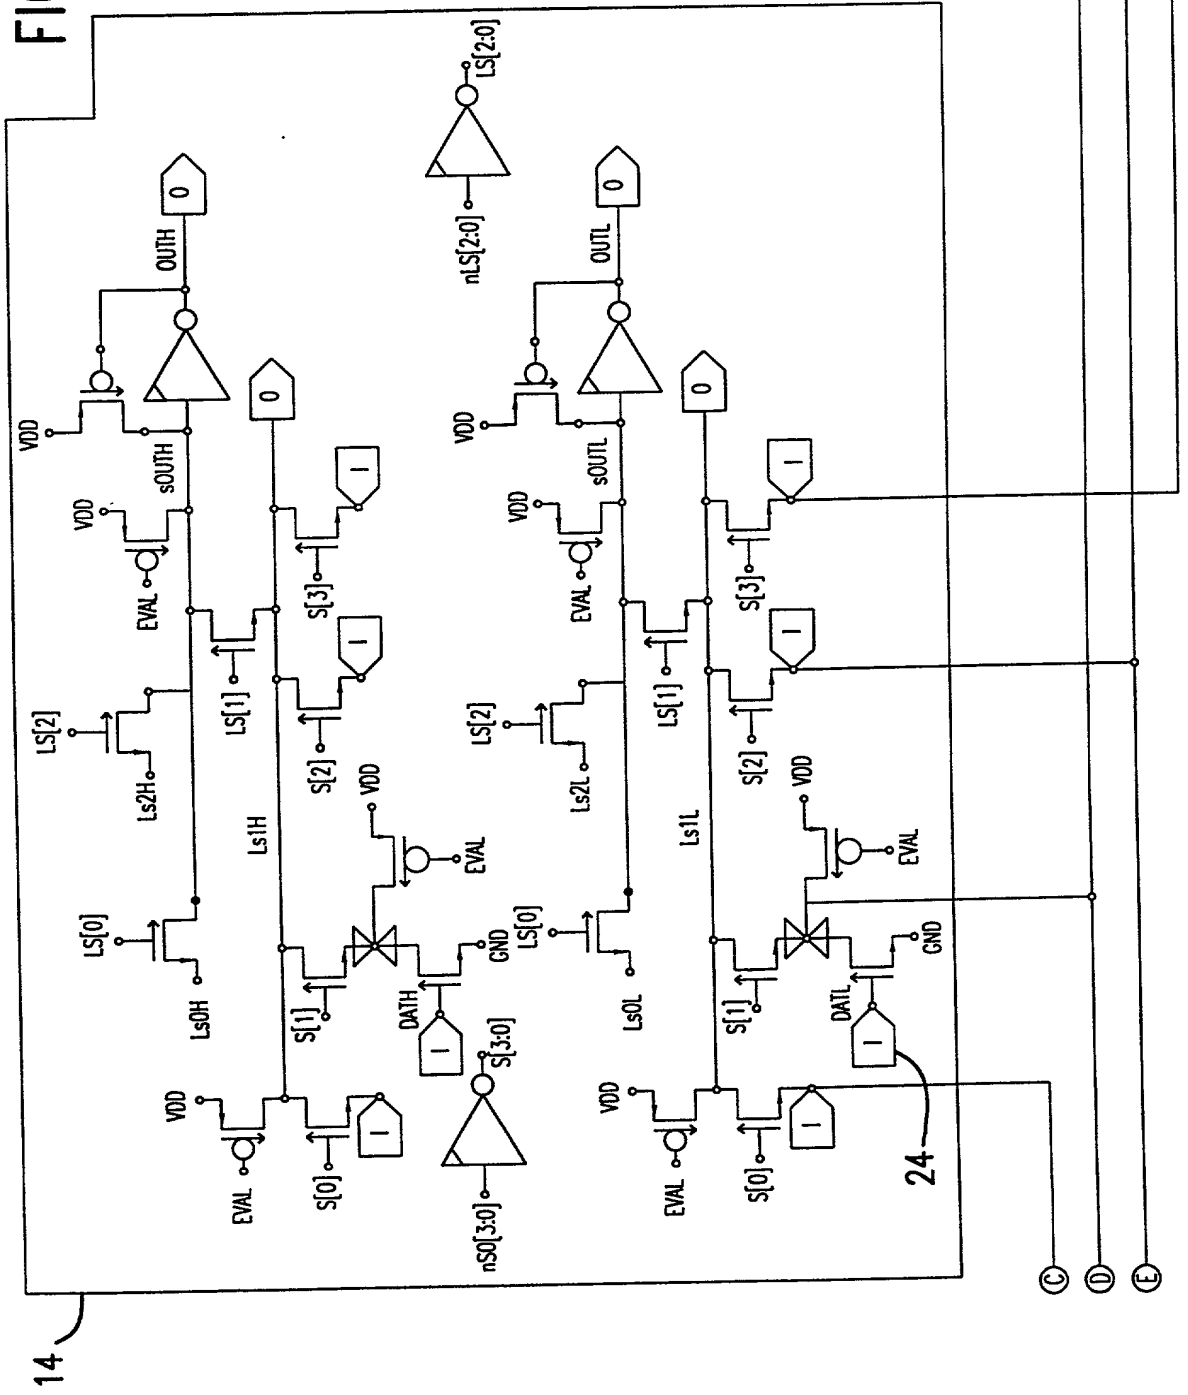 FIG
14
VDD
sOUTH
OUTH
0
VDD
EVAL
LS[2]
Ls2H
LS[1]
LS[0]
Ls0H
Ls1H
0
S[3]
I
S[2]
I
VDD
EVAL
S[1]
DATH
I
GND
VDD
EVAL
S[0]
I
nS0[3:0]
S[3:0]
nLS[2:0]
LS[2:0]
VDD
sOUTL
OUTL
0
VDD
EVAL
LS[2]
Ls2L
LS[1]
LS[0]
Ls0L
Ls1L
0
S[3]
I
S[2]
I
VDD
EVAL
S[1]
DATL
I
GND
24
VDD
EVAL
S[0]
I
C
D
E